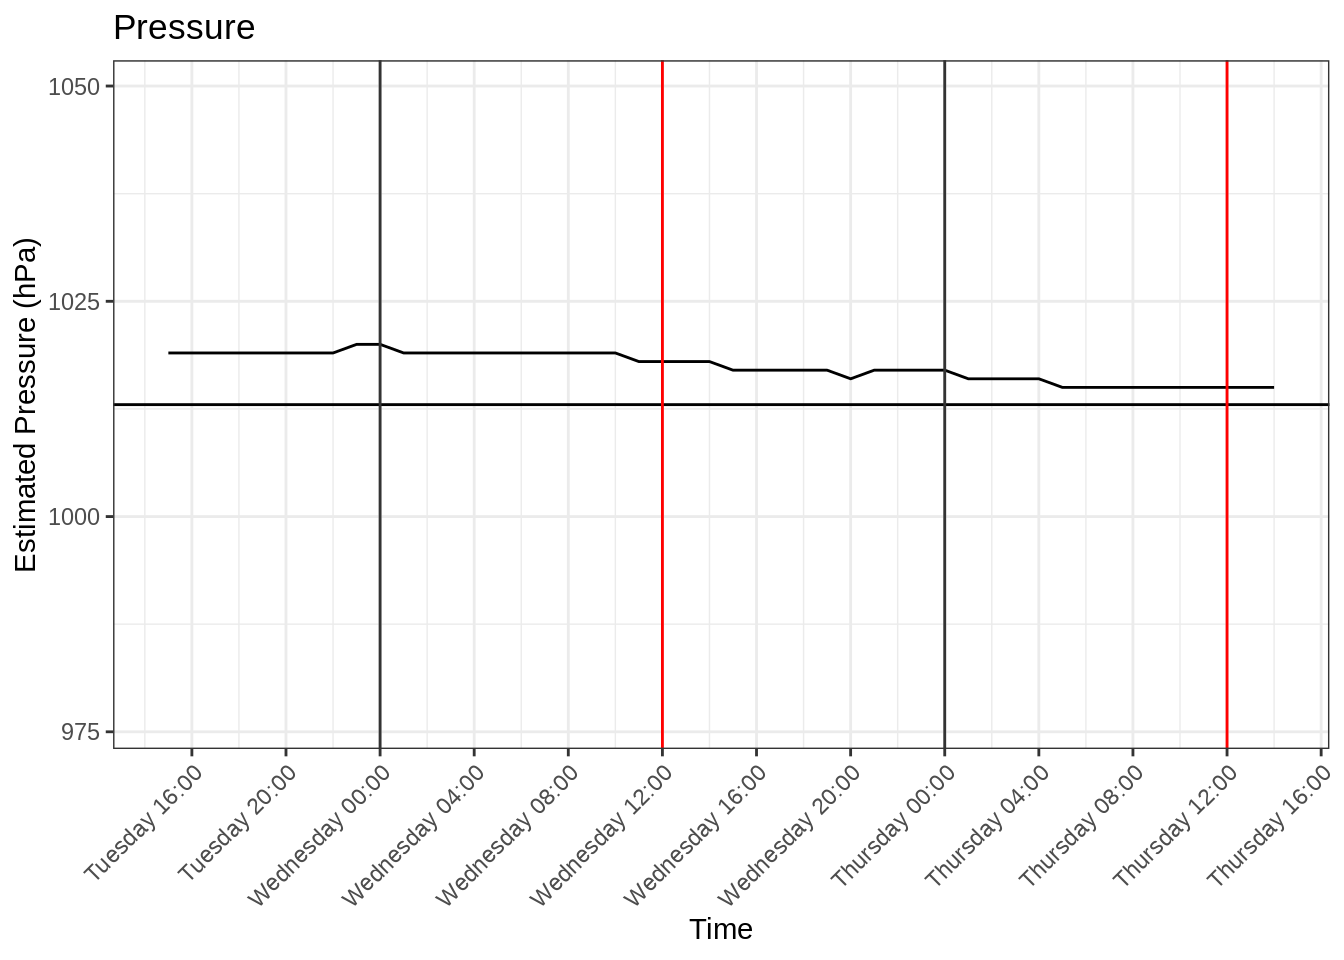 Pressure
1050
1025
1000
975
Estimated Pressure (hPa)
Tuesday 16:00
Tuesday 20:00
Wednesday 00:00
Wednesday 04:00
Wednesday 08:00
Wednesday 12:00
Wednesday 16:00
Wednesday 20:00
Thursday 00:00
Thursday 04:00
Thursday 08:00
Thursday 12:00
Thursday 16:00
Time